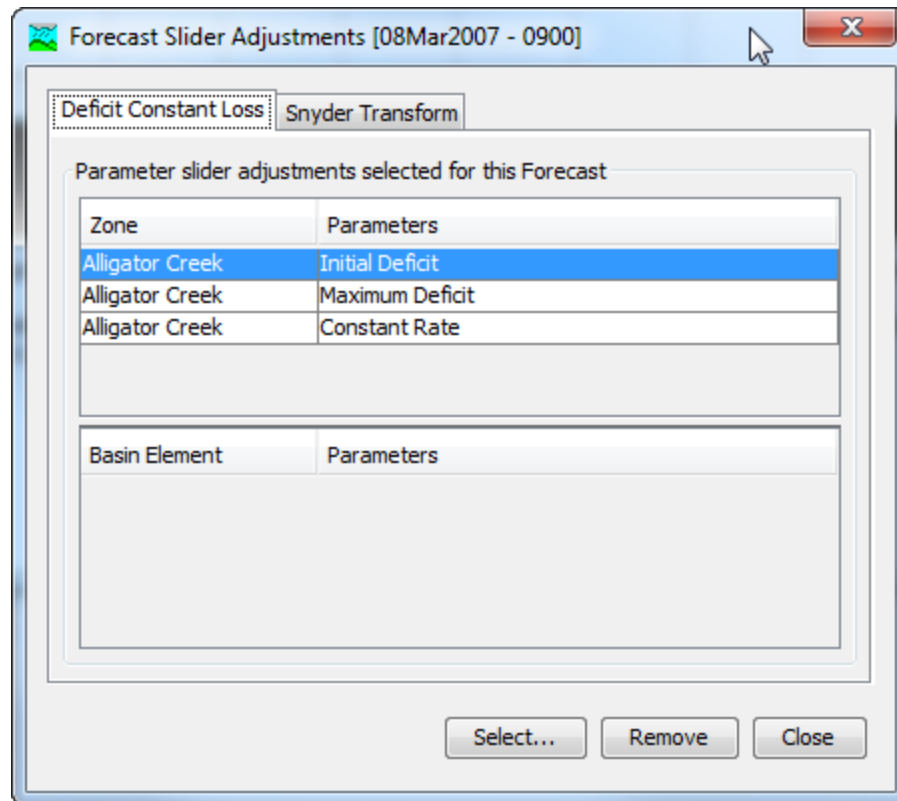 Forecast Slider Adjustments [08Mar2007 - 0900]
Deficit Constant Loss Snyder Transform
Parameter slider adjustments selected for this Forecast
Zone Parameters
Alligator Creek Initial Deficit
Alligator Creek Maximum Deficit
Alligator Creek Constant Rate
Basin Element Parameters
Select... Remove Close